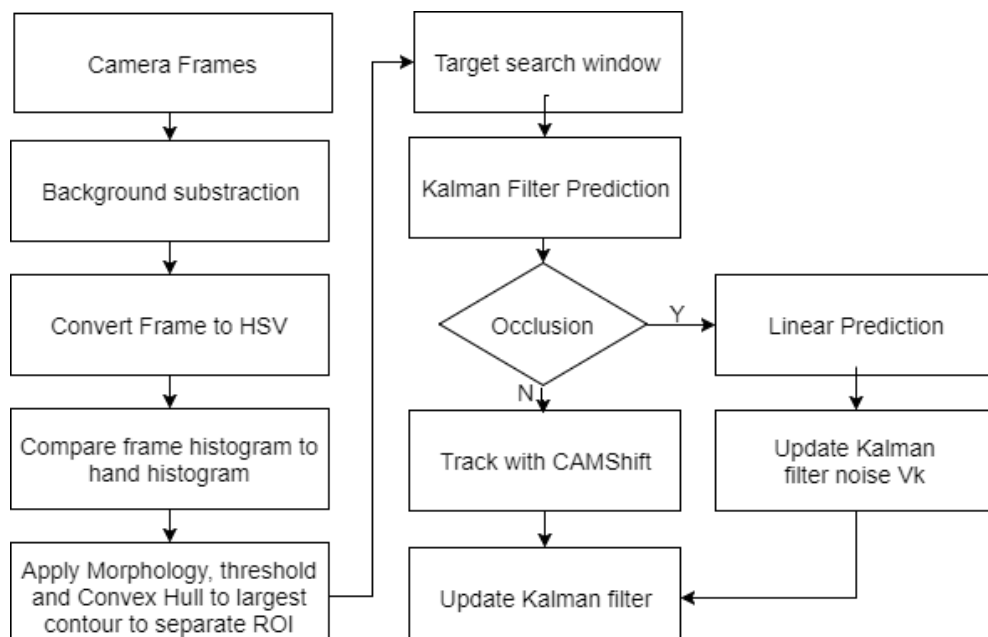 Camera Frames
Background substraction
Convert Frame to HSV
Compare frame histogram to
hand histogram
Apply Morphology, threshold
and Convex Hull to largest
contour to separate ROI
Target search window
Kalman Filter Prediction
Occlusion
Y
N
Linear Prediction
Track with CAMShift
Update Kalman
filter noise Vk
Update Kalman filter